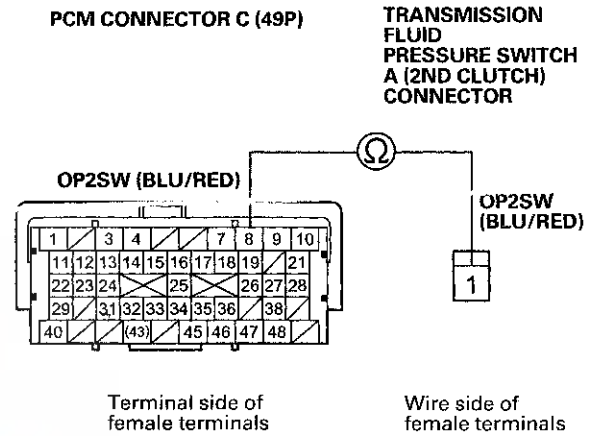 PCM CONNECTOR C (49P)
TRANSMISSION
FLUID
PRESSURE SWITCH
A (2ND CLUTCH)
CONNECTOR
Ω
OP2SW (BLU/RED)
OP2SW
(BLU/RED)
1 3 4 7 8 9 10
11 12 13 14 15 16 17 18 19 21
22 23 24 25 26 27 28
29 31 32 33 34 35 36 38
40 (43) 45 46 47 48
1
Terminal side of
female terminals
Wire side of
female terminals